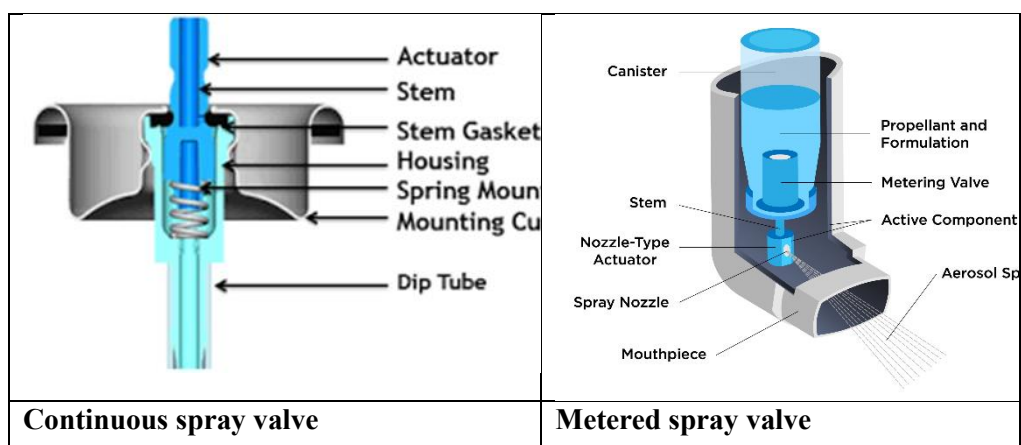 Actuator
Stem
Stem Gasket
Housing
Spring Moun
Mounting Cu
Dip Tube
Continuous spray valve
Canister
Propellant and
Formulation
Metering Valve
Stem
Active Component
Nozzle-Type
Actuator
Aerosol Sp
Spray Nozzle
Mouthpiece
Metered spray valve